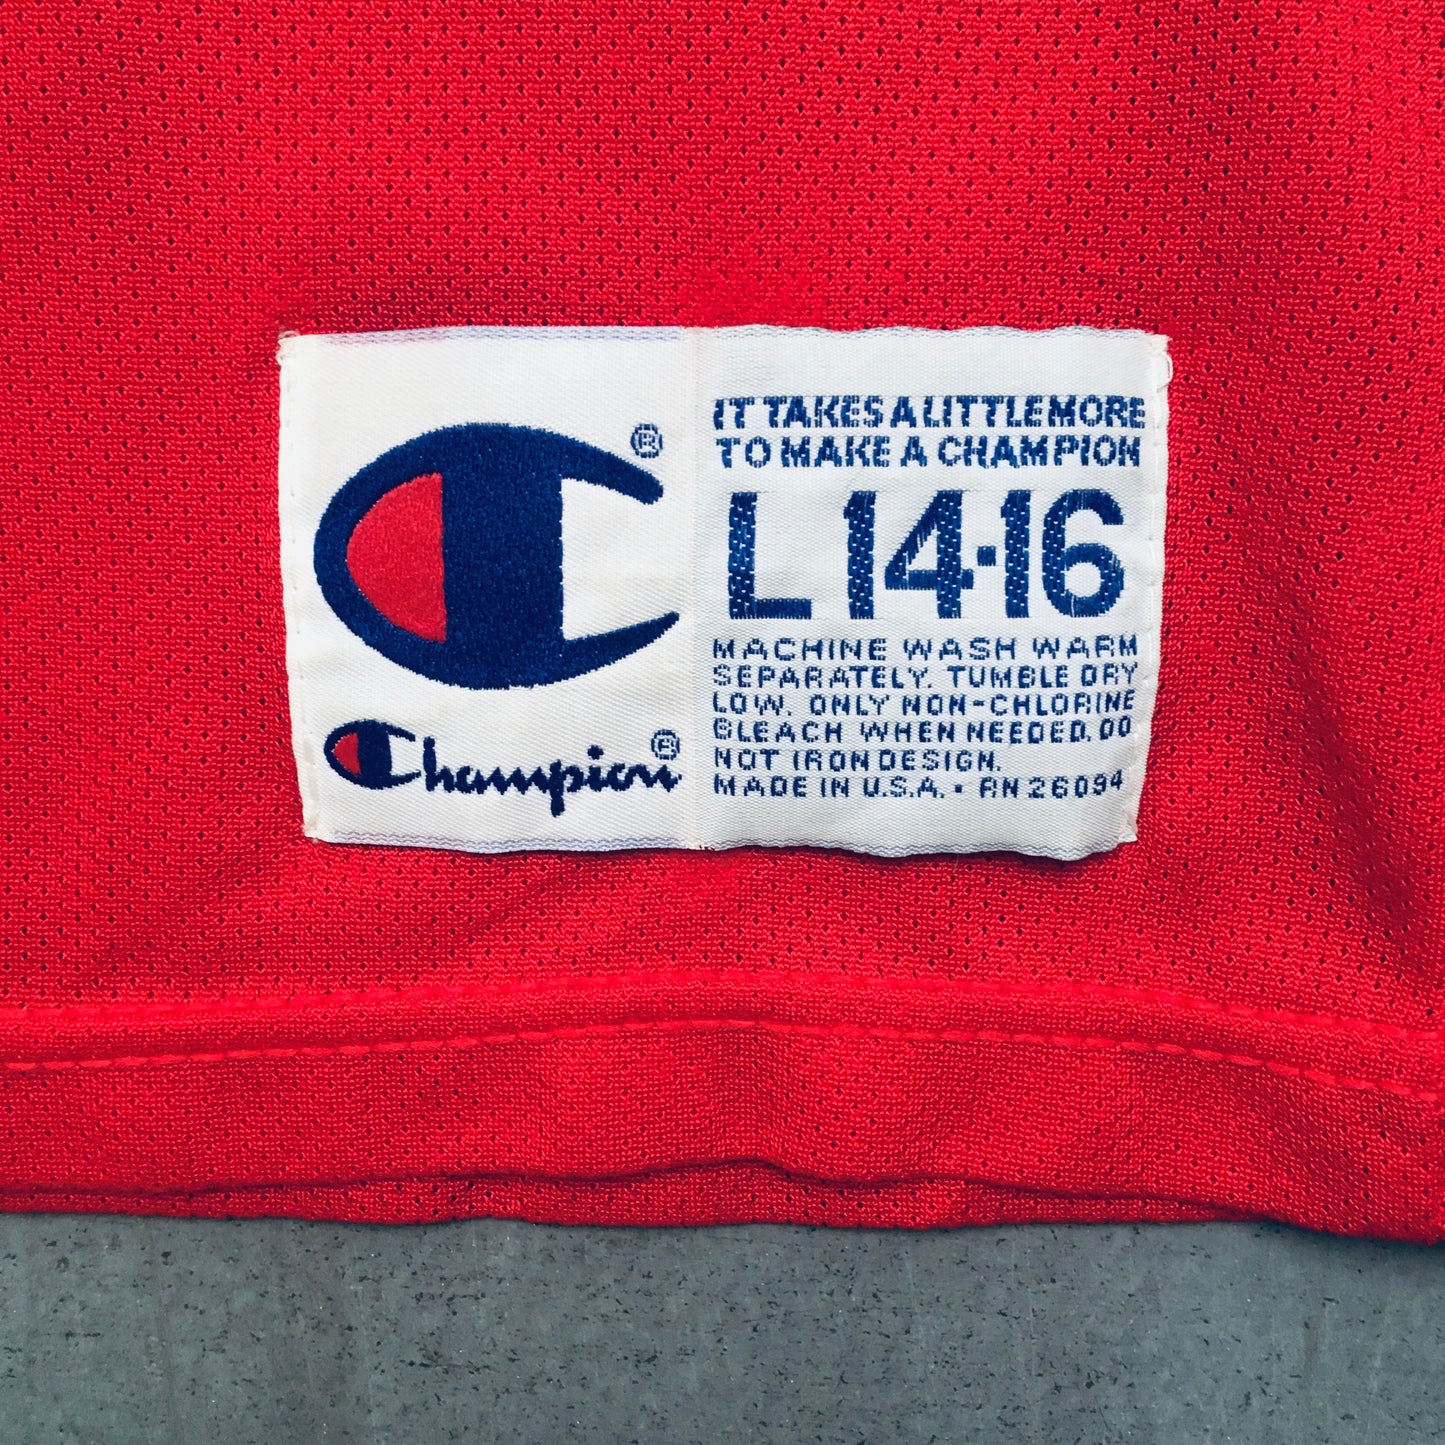 ®
Champion®
IT TAKES A LITTLE MORE
TO MAKE A CHAMPION
L 14-16
MACHINE WASH WARM
SEPARATELY. TUMBLE DRY
LOW. ONLY NON-CHLORINE
BLEACH WHEN NEEDED. DO
NOT IRON DESIGN.
MADE IN U.S.A. • RN 26094